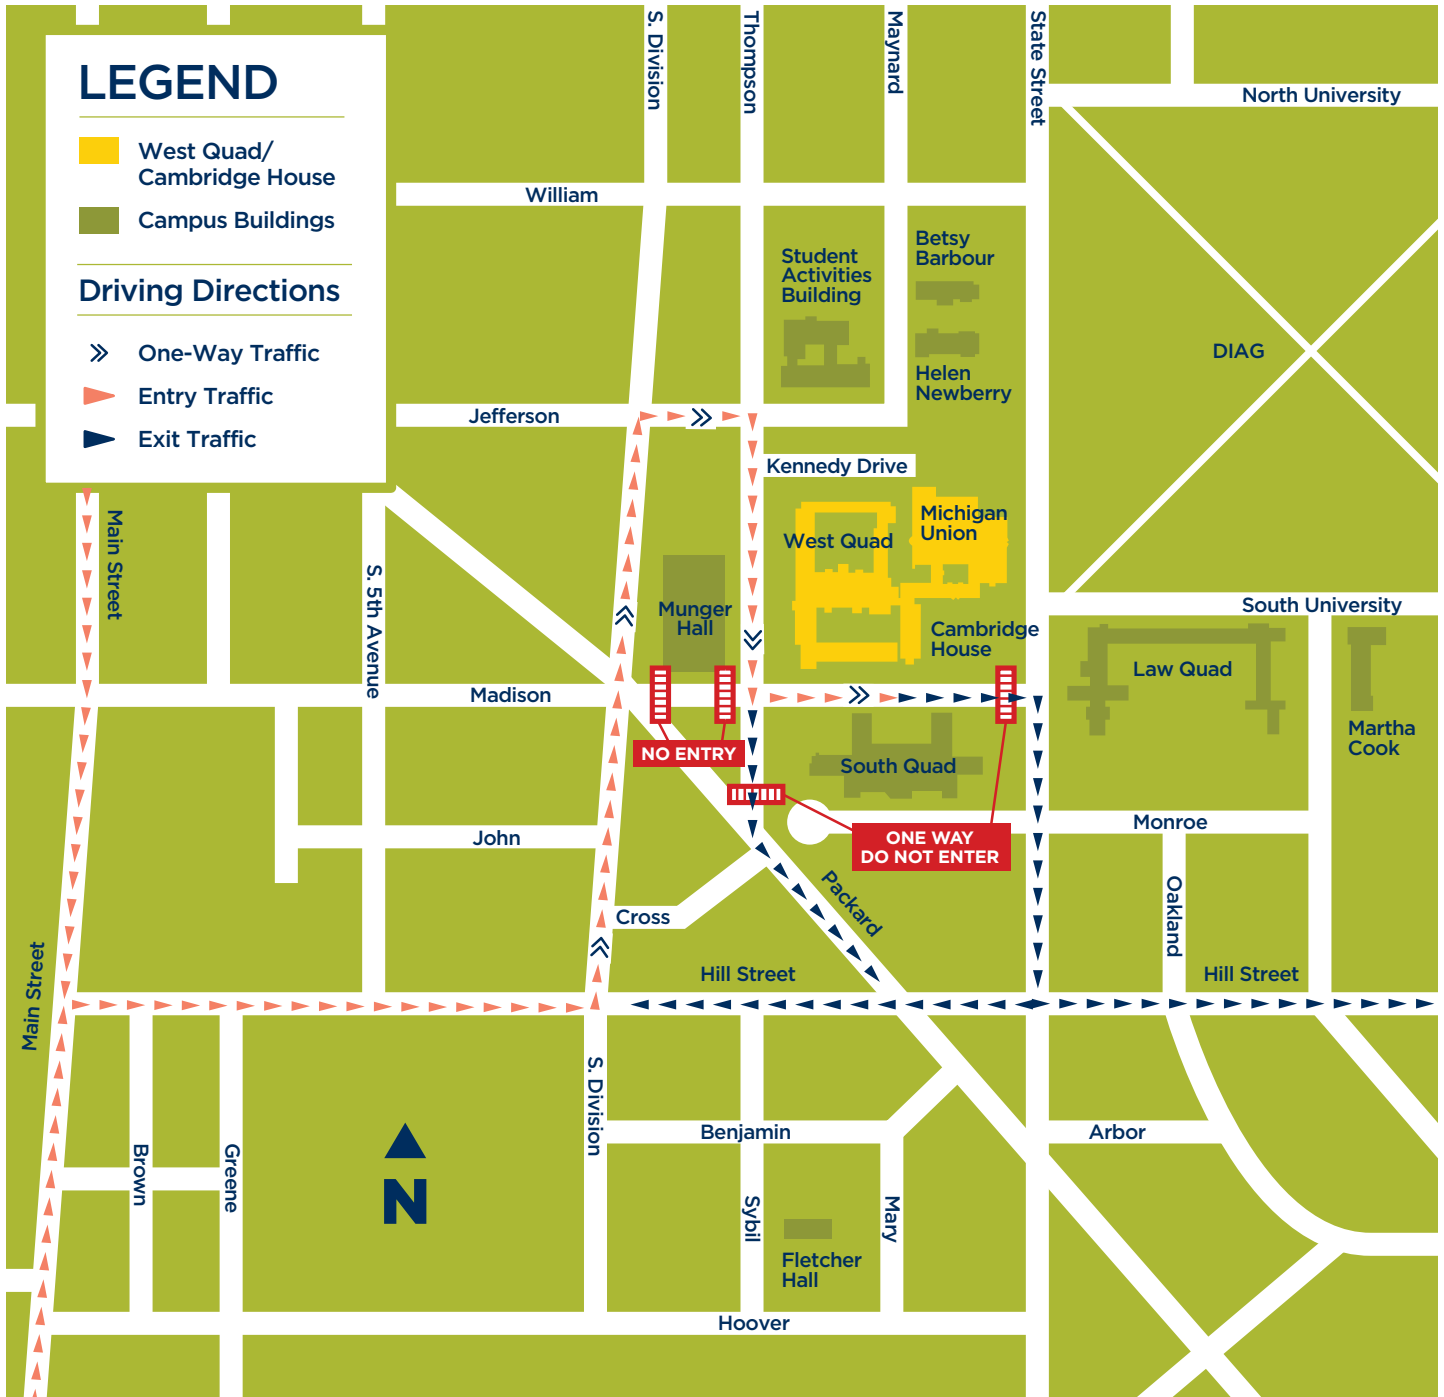 LEGEND
West Quad/
Cambridge House
Campus Buildings
Driving Directions
One-Way Traffic
Entry Traffic
Exit Traffic
S. Division
Thompson
Maynard
State Street
North University
William
Student
Activities
Building
Betsy
Barbour
Helen
Newberry
DIAG
Jefferson
Kennedy Drive
Main Street
S. 5th Avenue
West Quad
Michigan
Union
Munger
Hall
Cambridge
House
South University
Law Quad
Martha
Cook
Madison
NO ENTRY
South Quad
ONE WAY
DO NOT ENTER
Monroe
John
Packard
Oakland
Cross
Main Street
Hill Street
Hill Street
S. Division
Benjamin
Arbor
Brown
Greene
N
Sybil
Mary
Fletcher
Hall
Hoover